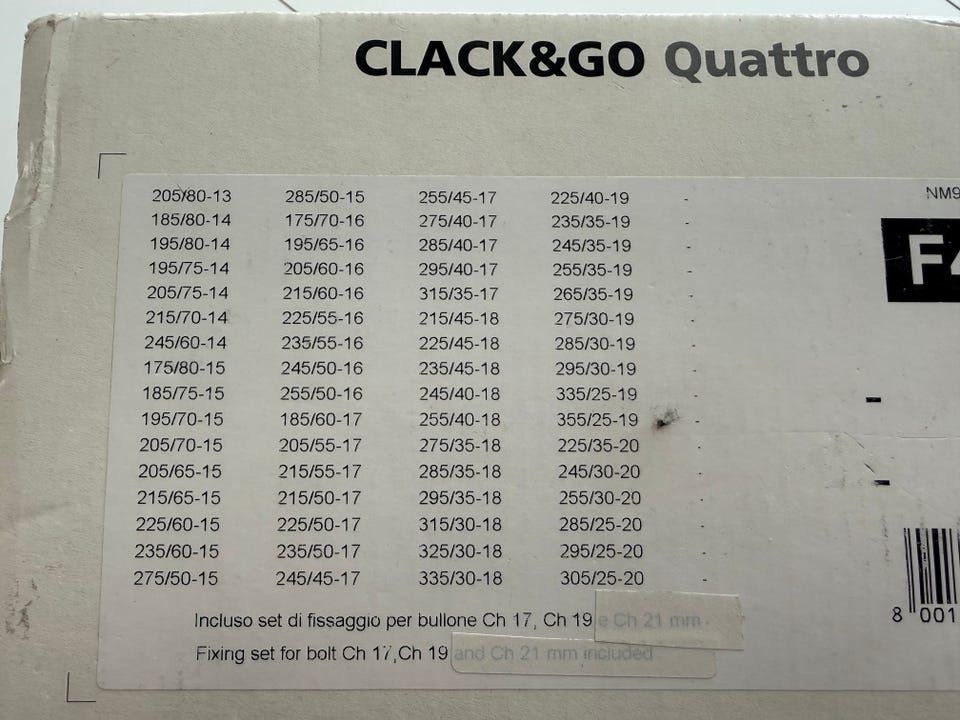 CLACK&GO Quattro
205/80-13 285/50-15 255/45-17 225/40-19 - NM9
185/80-14 175/70-16 275/40-17 235/35-19 -
195/80-14 195/65-16 285/40-17 245/35-19 - F4
195/75-14 205/60-16 295/40-17 255/35-19 -
205/75-14 215/60-16 315/35-17 265/35-19 -
215/70-14 225/55-16 215/45-18 275/30-19 -
245/60-14 235/55-16 225/45-18 285/30-19 -
175/80-15 245/50-16 235/45-18 295/30-19 -
185/75-15 255/50-16 245/40-18 335/25-19 - -
195/70-15 185/60-17 255/40-18 355/25-19 -
205/70-15 205/55-17 275/35-18 225/35-20 -
205/65-15 215/55-17 285/35-18 245/30-20 - -
215/65-15 215/50-17 295/35-18 255/30-20 -
225/60-15 225/50-17 315/30-18 285/25-20 -
235/60-15 235/50-17 325/30-18 295/25-20 -
275/50-15 245/45-17 335/30-18 305/25-20 -
8 001
Incluso set di fissaggio per bullone Ch 17, Ch 19 e Ch 21 mm
Fixing set for bolt Ch 17,Ch 19 and Ch 21 mm included